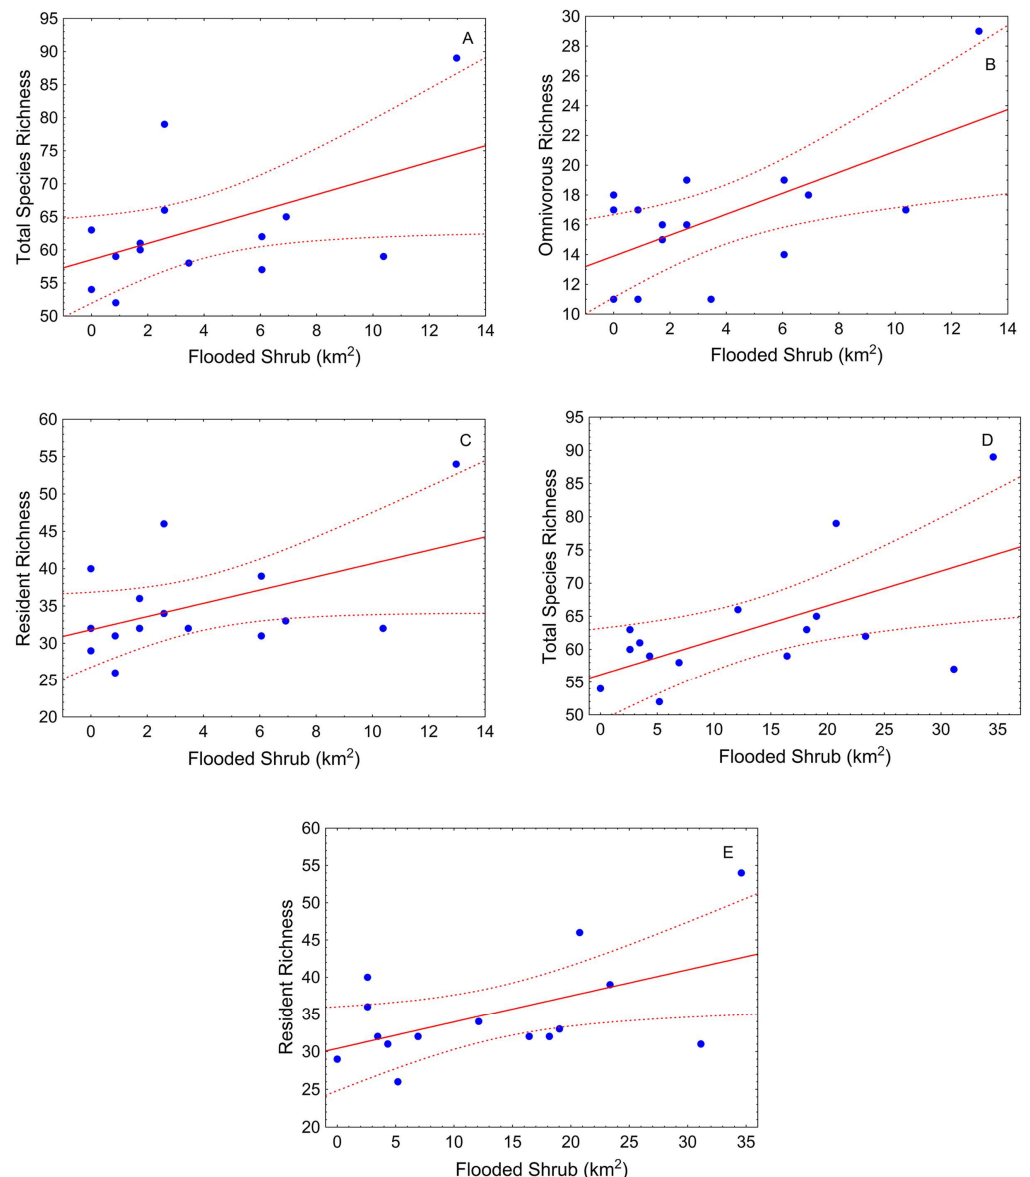 A
Total Species Richness
95
90
85
80
75
70
65
60
55
50
0 2 4 6 8 10 12 14
Flooded Shrub (km²)
B
Omnivorous Richness
30
28
26
24
22
20
18
16
14
12
10
0 2 4 6 8 10 12 14
Flooded Shrub (km²)
C
Resident Richness
60
55
50
45
40
35
30
25
20
0 2 4 6 8 10 12 14
Flooded Shrub (km²)
D
Total Species Richness
95
90
85
80
75
70
65
60
55
50
0 5 10 15 20 25 30 35
Flooded Shrub (km²)
E
Resident Richness
60
55
50
45
40
35
30
25
20
0 5 10 15 20 25 30 35
Flooded Shrub (km²)